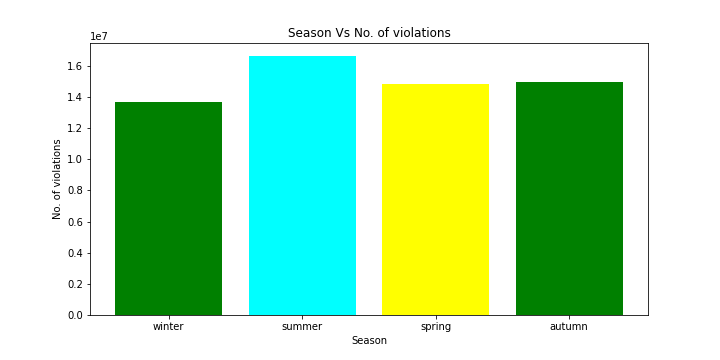 Season Vs No. of violations
1e7
1.6
1.4
1.2
1.0
0.8
0.6
0.4
0.2
0.0
No. of violations
winter summer spring autumn
Season